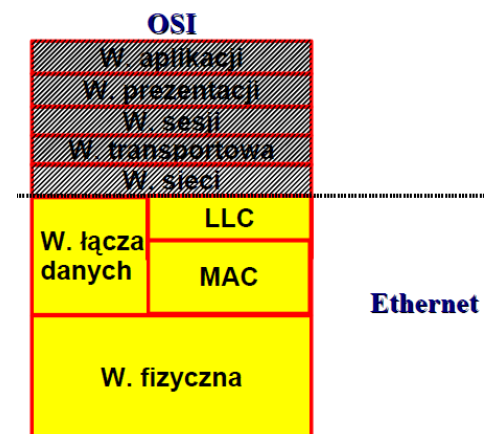 OSI
W. aplikacji
W. prezentacji
W. sesji
W. transportowa
W. sieci
W. łącza
danych
LLC
MAC
Ethernet
W. fizyczna